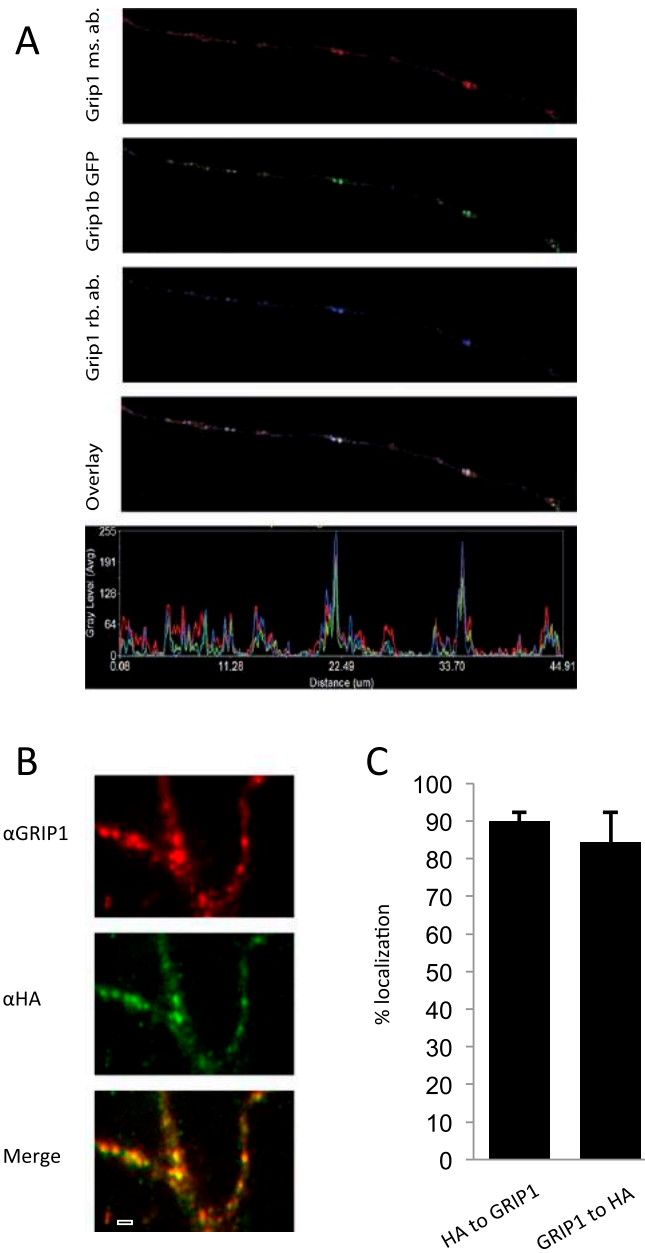 A
Grip1 ms. ab.
Grip1b GFP
Grip1 rb. ab.
Overlay
Gray Level (Avg)
255
191
128
64
0
0.08 11.28 22.49 33.70 44.91
Distance (um)
B
αGRIP1
αHA
Merge
C
% localization
100
90
80
70
60
50
40
30
20
10
0
HA to GRIP1
GRIP1 to HA